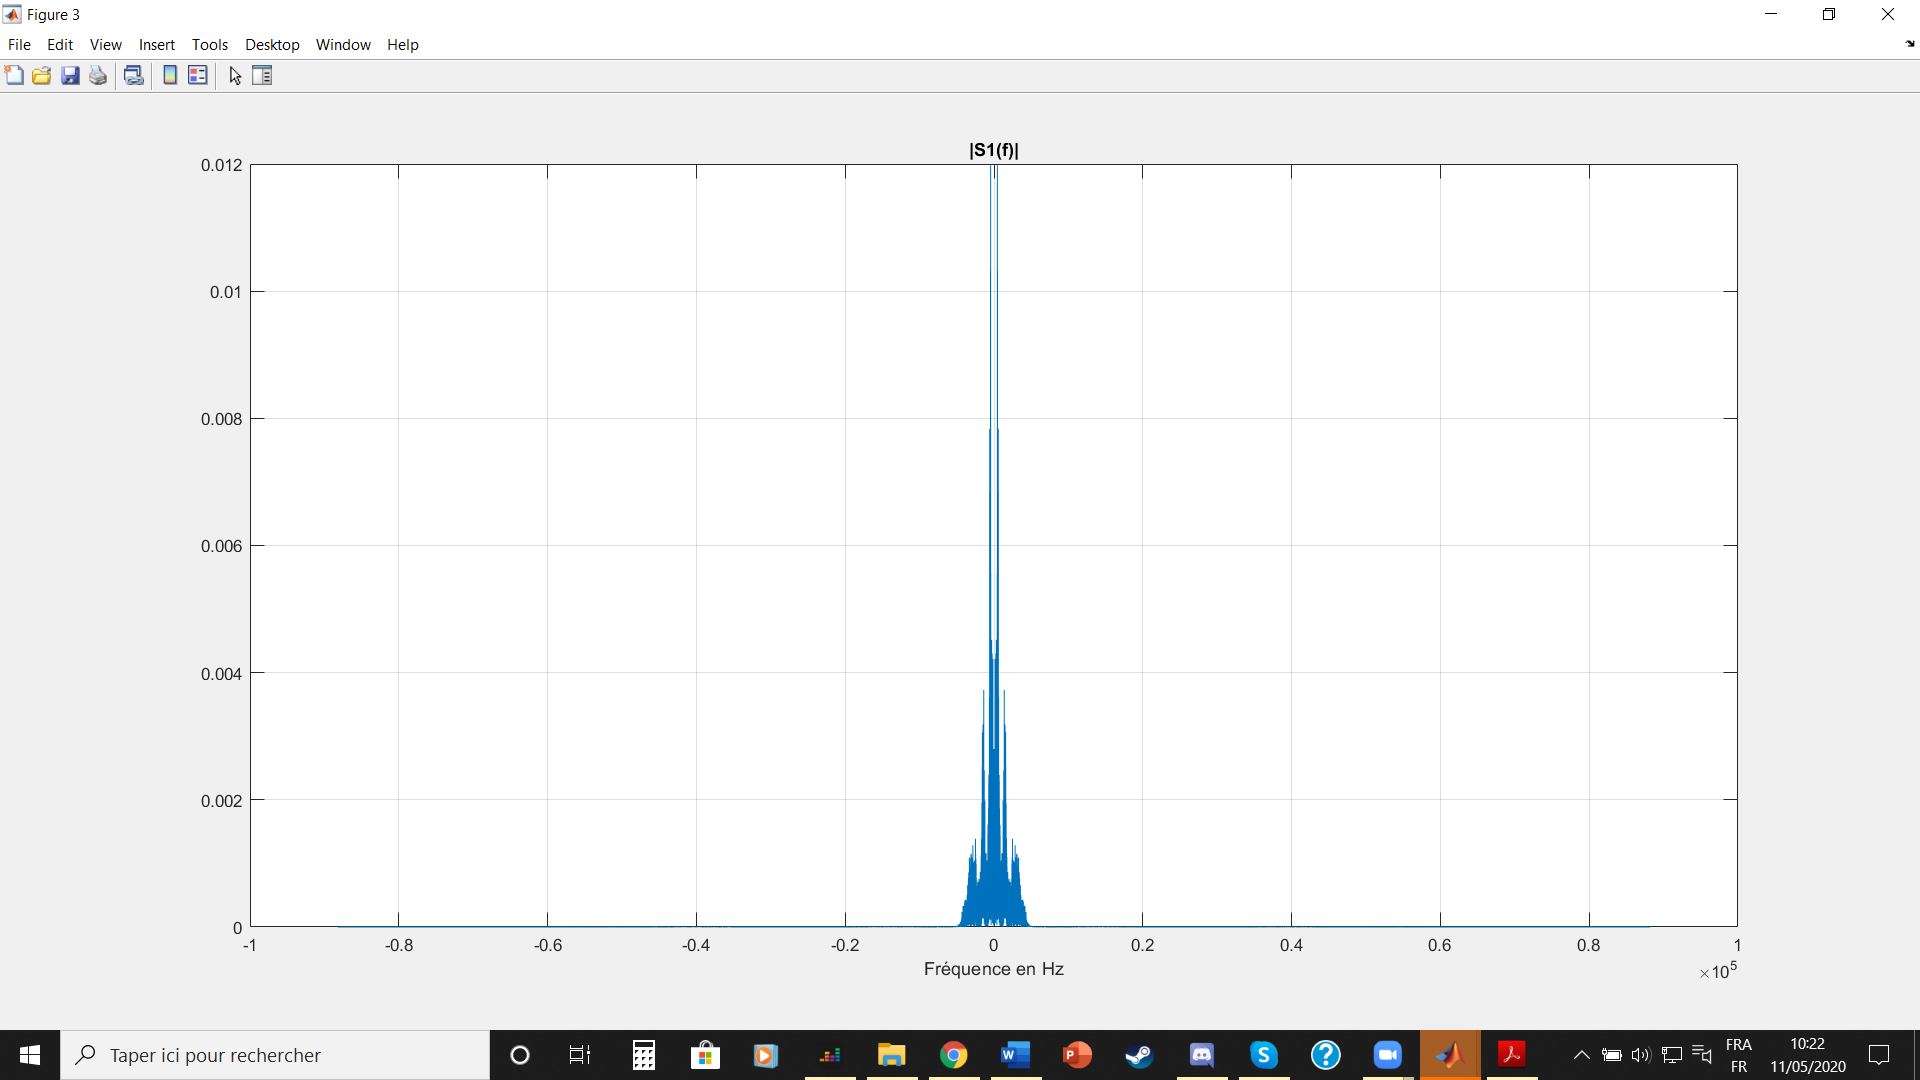 Figure 3
File Edit View Insert Tools Desktop Window Help
|S1(f)|
0.012
0.01
0.008
0.006
0.004
0.002
0
-1 -0.8 -0.6 -0.4 -0.2 0 0.2 0.4 0.6 0.8 1
Fréquence en Hz
×10^5
Taper ici pour rechercher
W
P
S
?
FRA
FR
10:22
11/05/2020